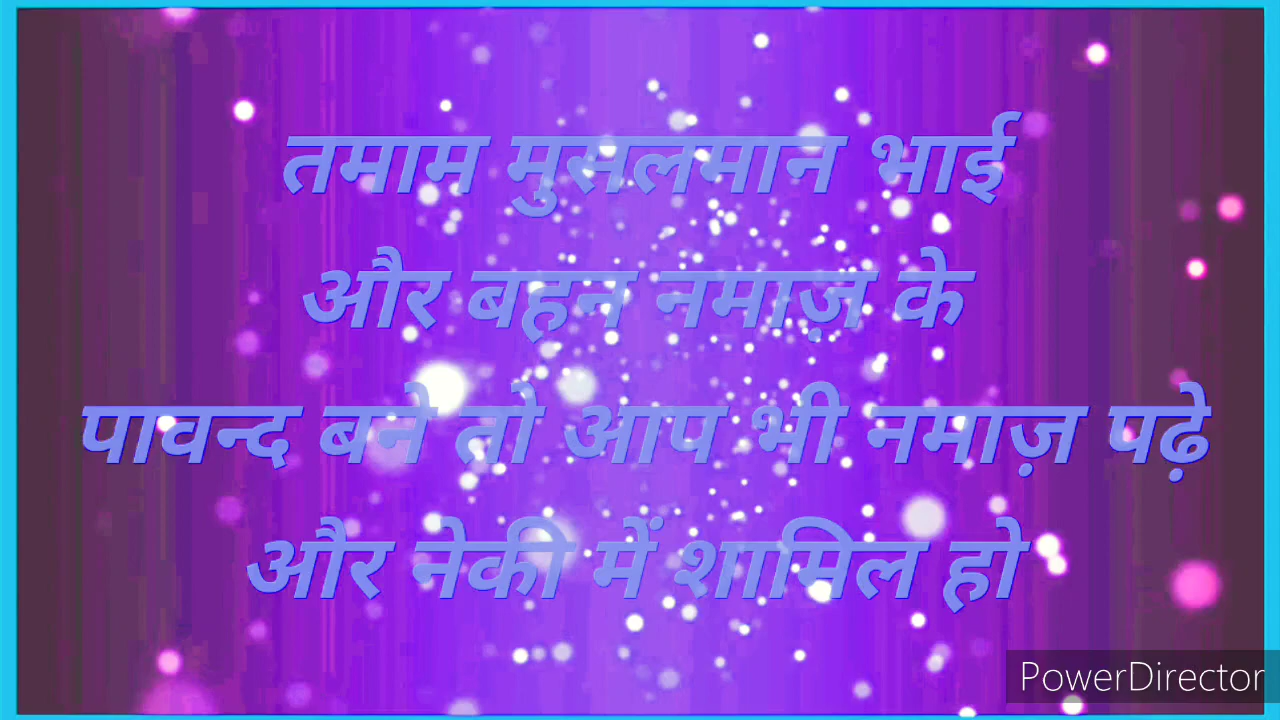 तमाम मुसलमान भाई
और बहन नमाज़ के
पावन्द बने तो आप भी नमाज़ पढ़े
और नेकी में शामिल हो
PowerDirector